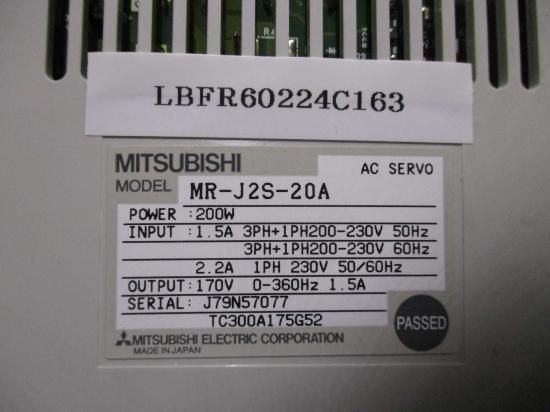 LBFR60224C163
MITSUBISHI AC SERVO
MODEL MR-J2S-20A
POWER :200W
INPUT :1.5A 3PH+1PH200-230V 50Hz
3PH+1PH200-230V 60Hz
2.2A 1PH 230V 50/60Hz
OUTPUT:170V 0-360Hz 1.5A
SERIAL: J79N57077
TC300A175G52
PASSED
MITSUBISHI ELECTRIC CORPORATION
MADE IN JAPAN